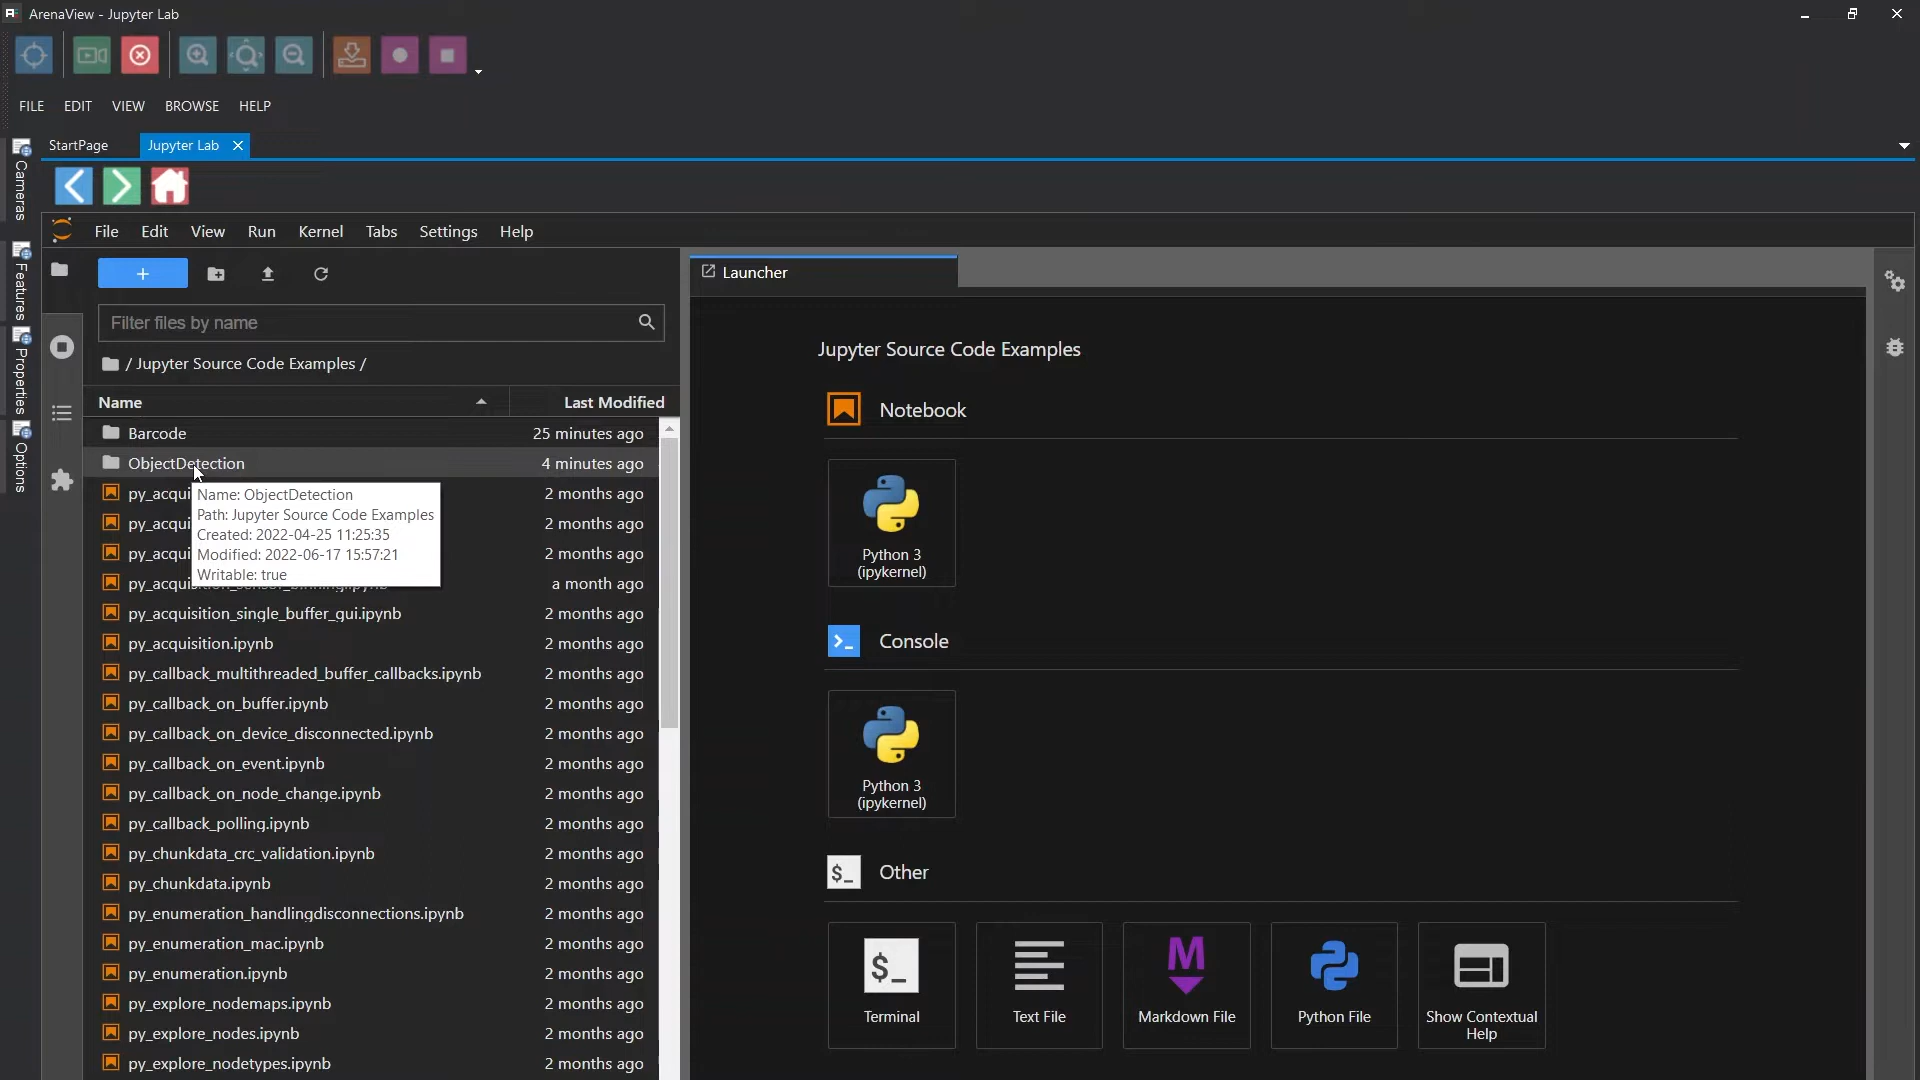 ArenaView - Jupyter Lab
FILE EDIT VIEW BROWSE HELP
StartPage Jupyter Lab
Cameras
Features
Properties
Options
File Edit View Run Kernel Tabs Settings Help
+
Filter files by name
/ Jupyter Source Code Examples /
Name Last Modified
Barcode 25 minutes ago
ObjectDetection 4 minutes ago
py_acqui 2 months ago
py_acqui 2 months ago
py_acqui 2 months ago
a month ago
Name: ObjectDetection
Path: Jupyter Source Code Examples
Created: 2022-04-25 11:25:35
Modified: 2022-06-17 15:57:21
Writable: true
py_acquisition_single_buffer_gui.ipynb 2 months ago
py_acquisition.ipynb 2 months ago
py_callback_multithreaded_buffer_callbacks.ipynb 2 months ago
py_callback_on_buffer.ipynb 2 months ago
py_callback_on_device_disconnected.ipynb 2 months ago
py_callback_on_event.ipynb 2 months ago
py_callback_on_node_change.ipynb 2 months ago
py_callback_polling.ipynb 2 months ago
py_chunkdata_crc_validation.ipynb 2 months ago
py_chunkdata.ipynb 2 months ago
py_enumeration_handlingdisconnections.ipynb 2 months ago
py_enumeration_mac.ipynb 2 months ago
py_enumeration.ipynb 2 months ago
py_explore_nodemaps.ipynb 2 months ago
py_explore_nodes.ipynb 2 months ago
py_explore_nodetypes.ipynb 2 months ago
Launcher
Jupyter Source Code Examples
Notebook
Python 3
(ipykernel)
>_ Console
Python 3
(ipykernel)
$_ Other
$_
Terminal
Text File
M
Markdown File
Python File
Show Contextual
Help